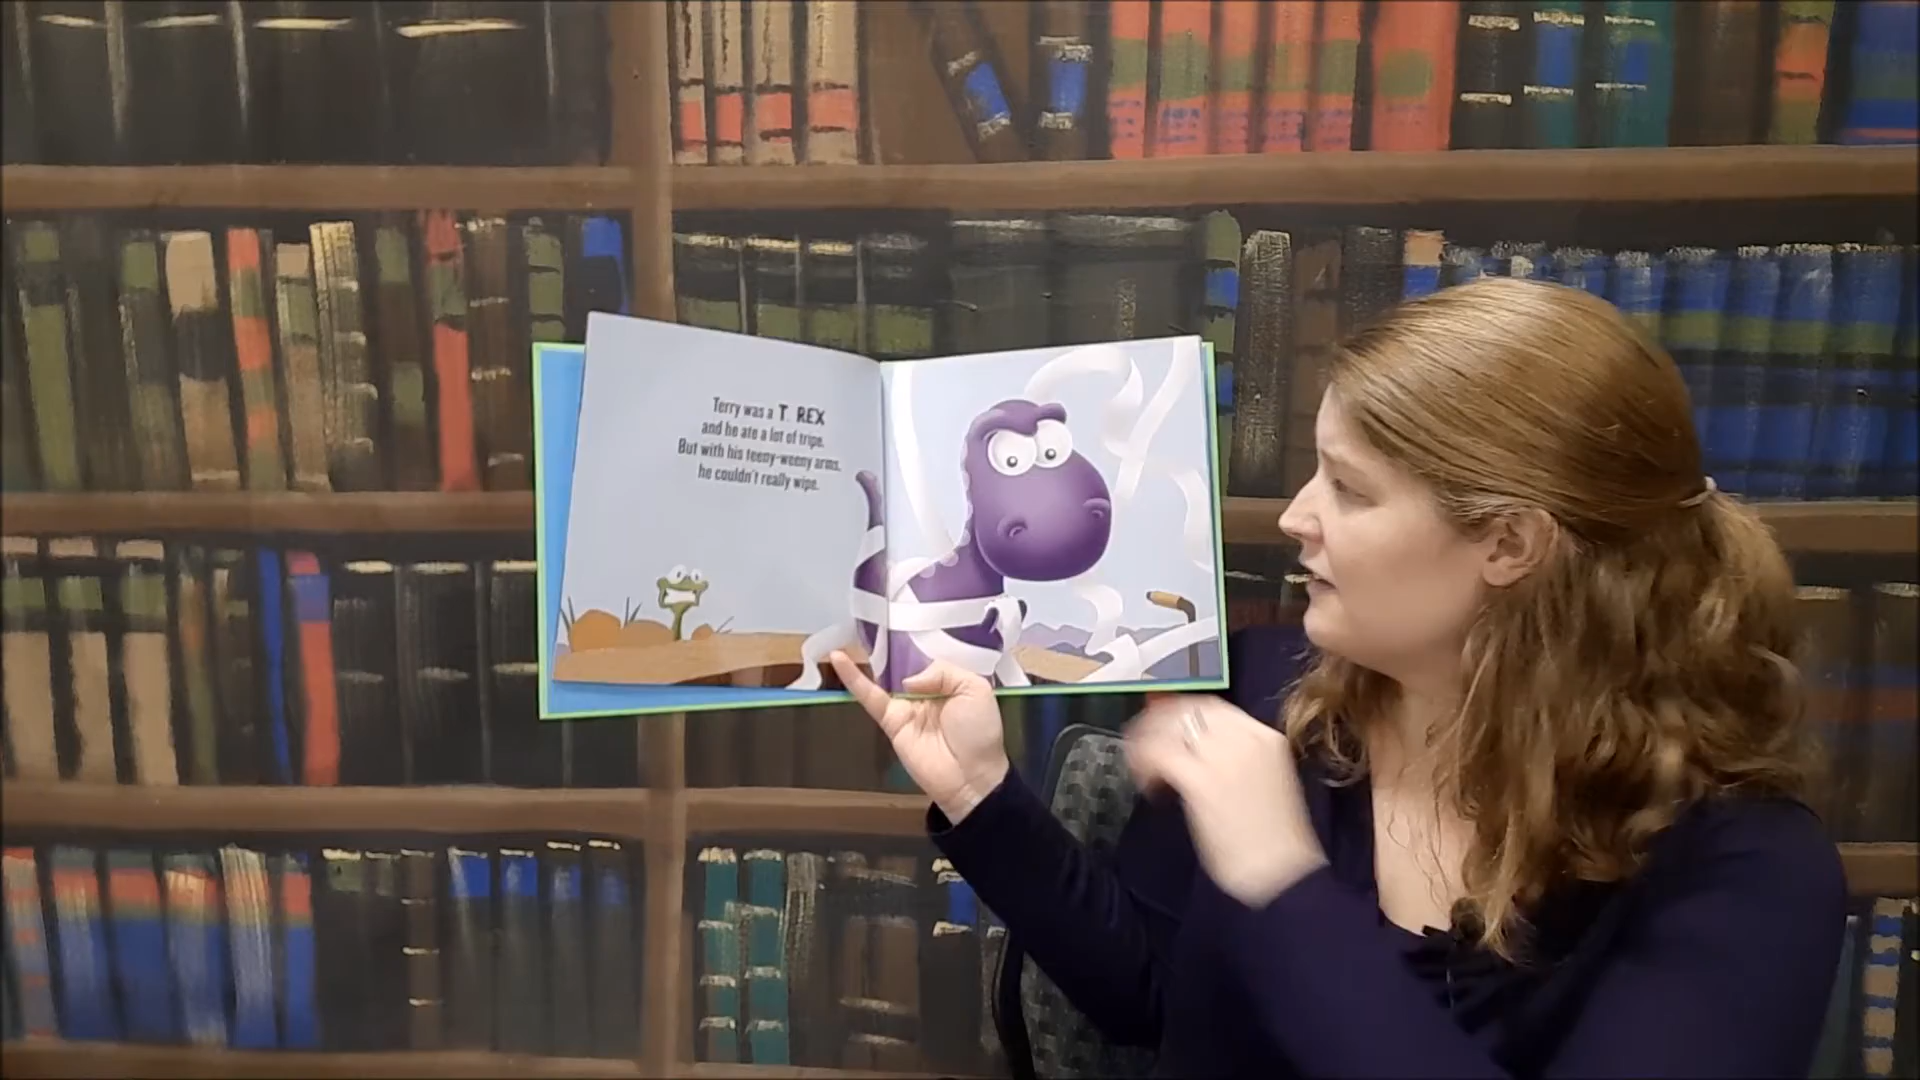 Terry was a T. REX
and he ate a lot of tripe.
But with his teeny-weeny arms,
he couldn't really wipe.